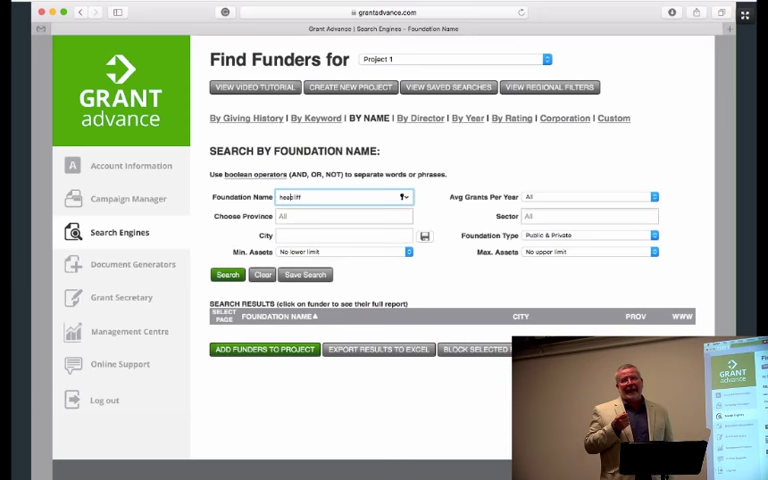 grantadvance.com
Grant Advance | Search Engines - Foundation Name
GRANT
advance
Account Information
Campaign Manager
Search Engines
Document Generators
Grant Secretary
Management Centre
Online Support
Log out
Find Funders for
Project 1
VIEW VIDEO TUTORIAL
CREATE NEW PROJECT
VIEW SAVED SEARCHES
VIEW REGIONAL FILTERS
By Giving History | By Keyword | BY NAME | By Director | By Year | By Rating | Corporation | Custom
SEARCH BY FOUNDATION NAME:
Use boolean operators (AND, OR, NOT) to separate words or phrases.
Foundation Name
Avg Grants Per Year
All
Choose Province
All
Sector
All
City
Foundation Type
Public & Private
Min. Assets
No lower limit
Max. Assets
No upper limit
Search
Clear
Save Search
SEARCH RESULTS (click on funder to see their full report)
SELECT
PAGE
FOUNDATION NAME
CITY
PROV
WWW
ADD FUNDERS TO PROJECT
EXPORT RESULTS TO EXCEL
BLOCK SELECTED
GRANT
advance